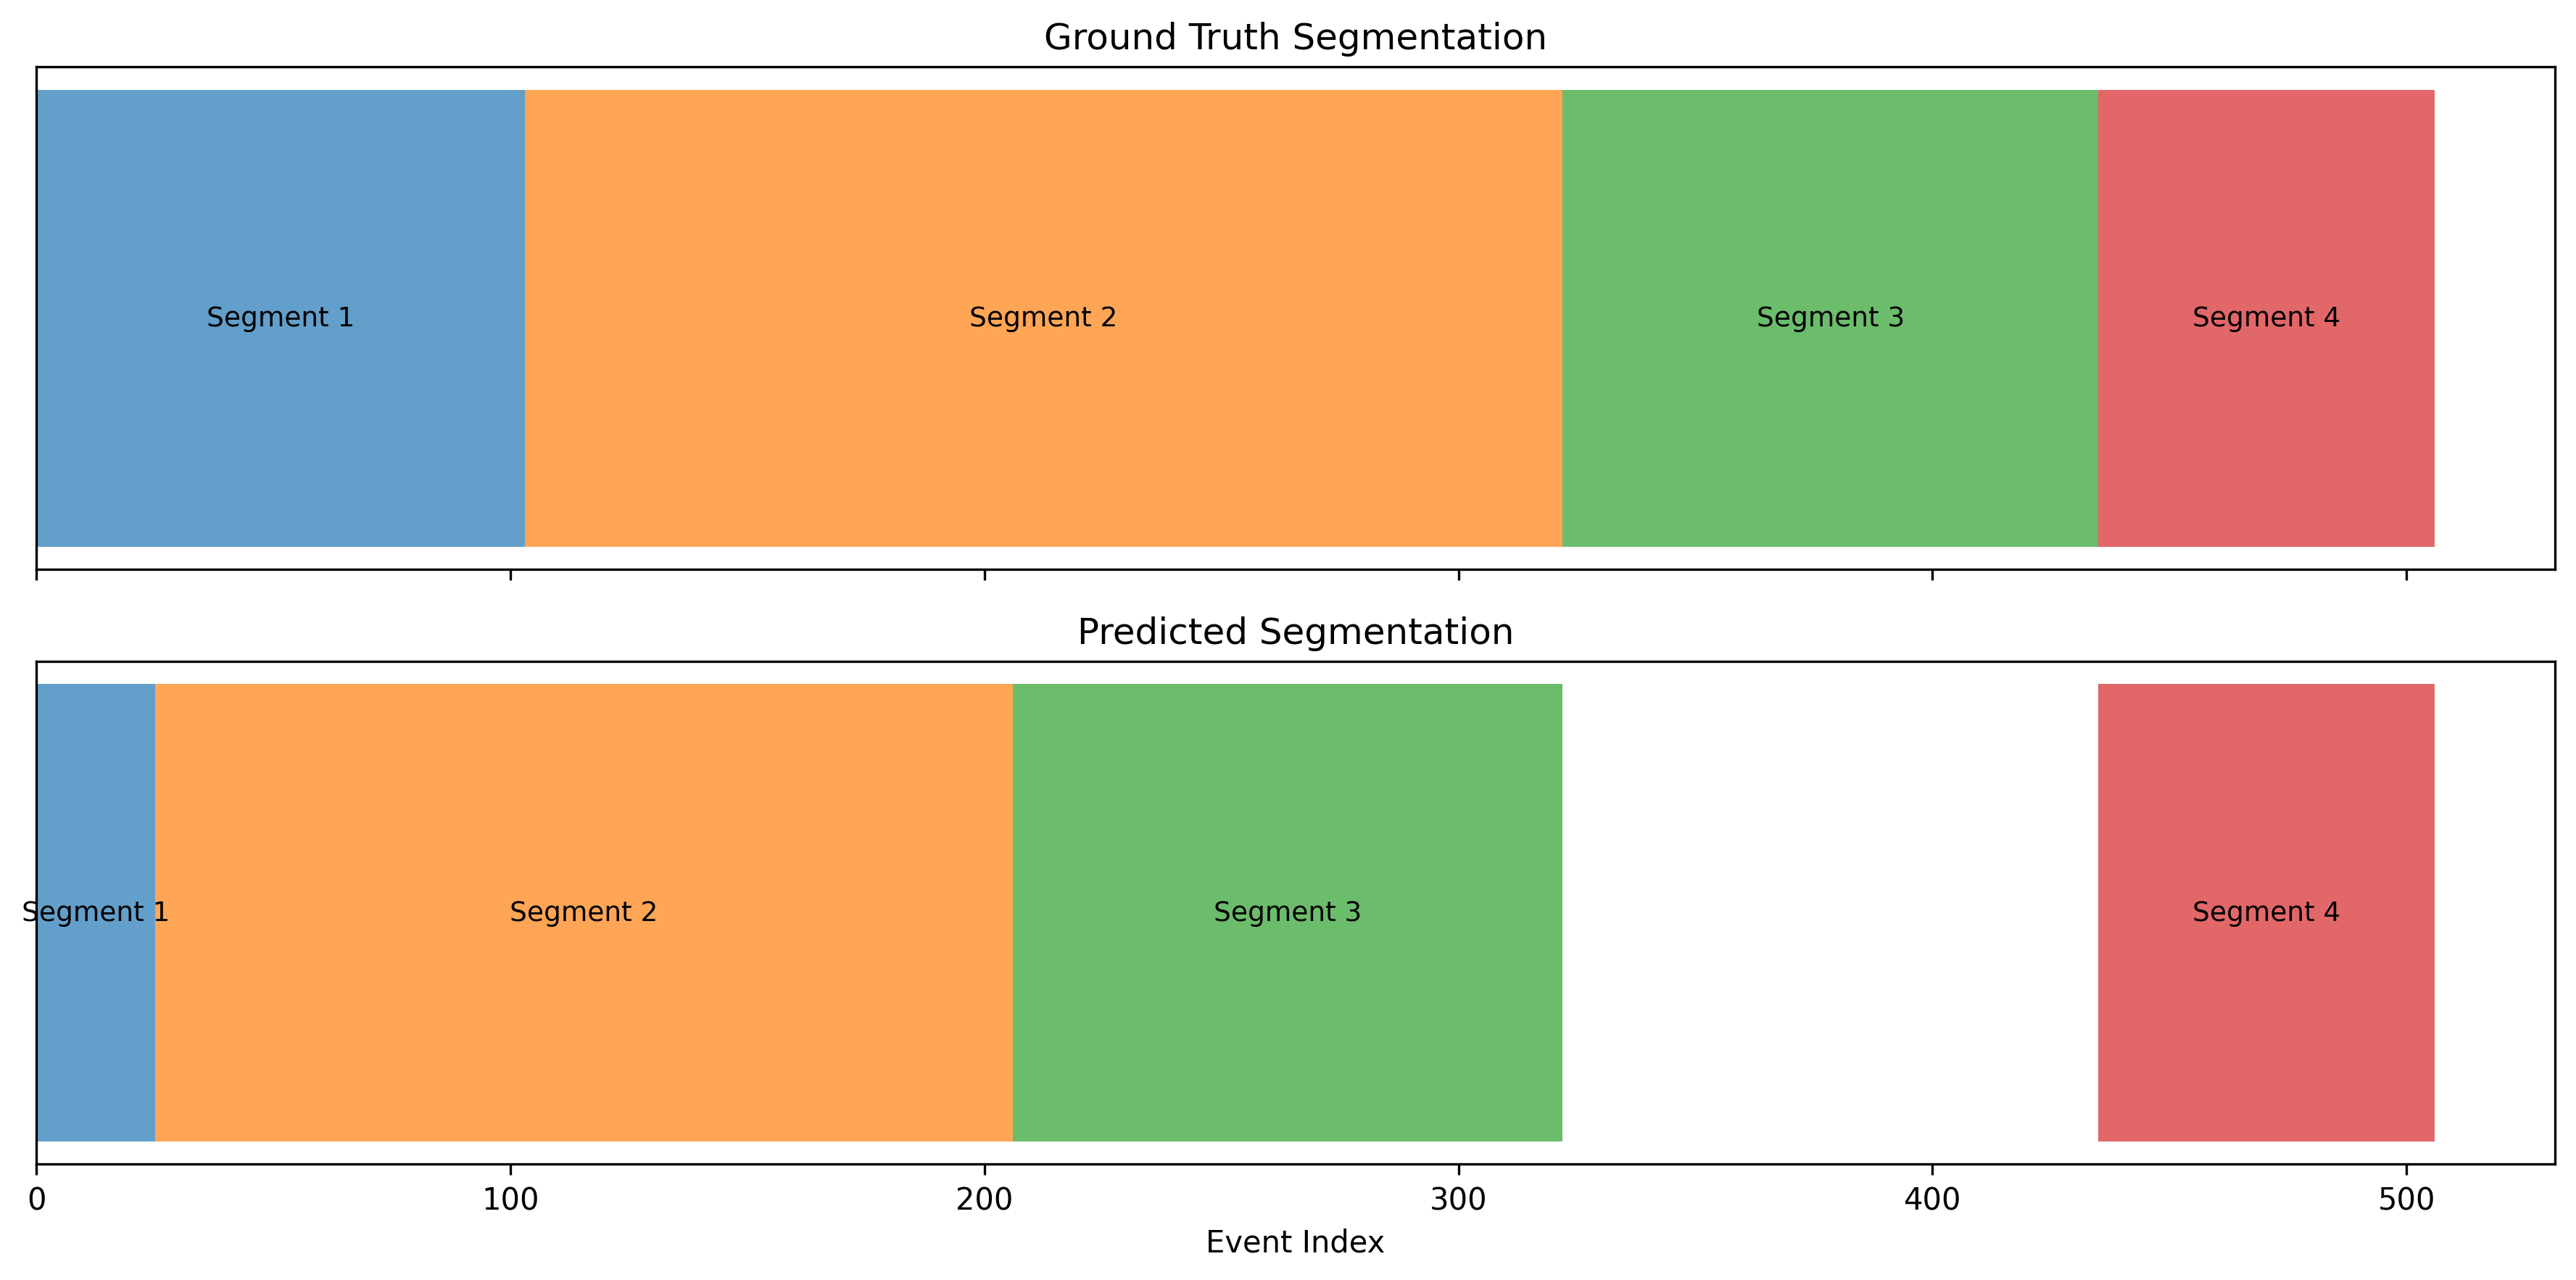 Ground Truth Segmentation
Segment 1 Segment 2 Segment 3 Segment 4
Predicted Segmentation
Segment 1 Segment 2 Segment 3 Segment 4
0 100 200 300 400 500
Event Index